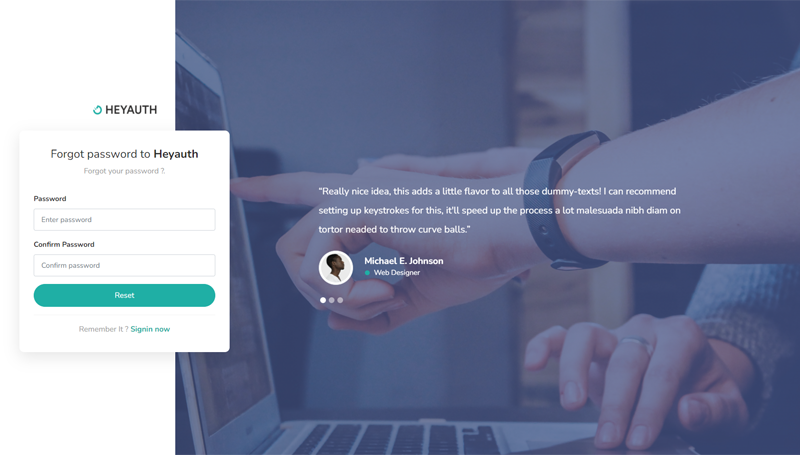 HEYAUTH
Forgot password to Heyauth
Forgot your password ?.
Password
Enter password
Confirm Password
Confirm password
Reset
Remember It ? Signin now
"Really nice idea, this adds a little flavor to all those dummy-texts! I can recommend
setting up keystrokes for this, it'll speed up the process a lot malesuada nibh diam on
tortor neaded to throw curve balls."
Michael E. Johnson
Web Designer